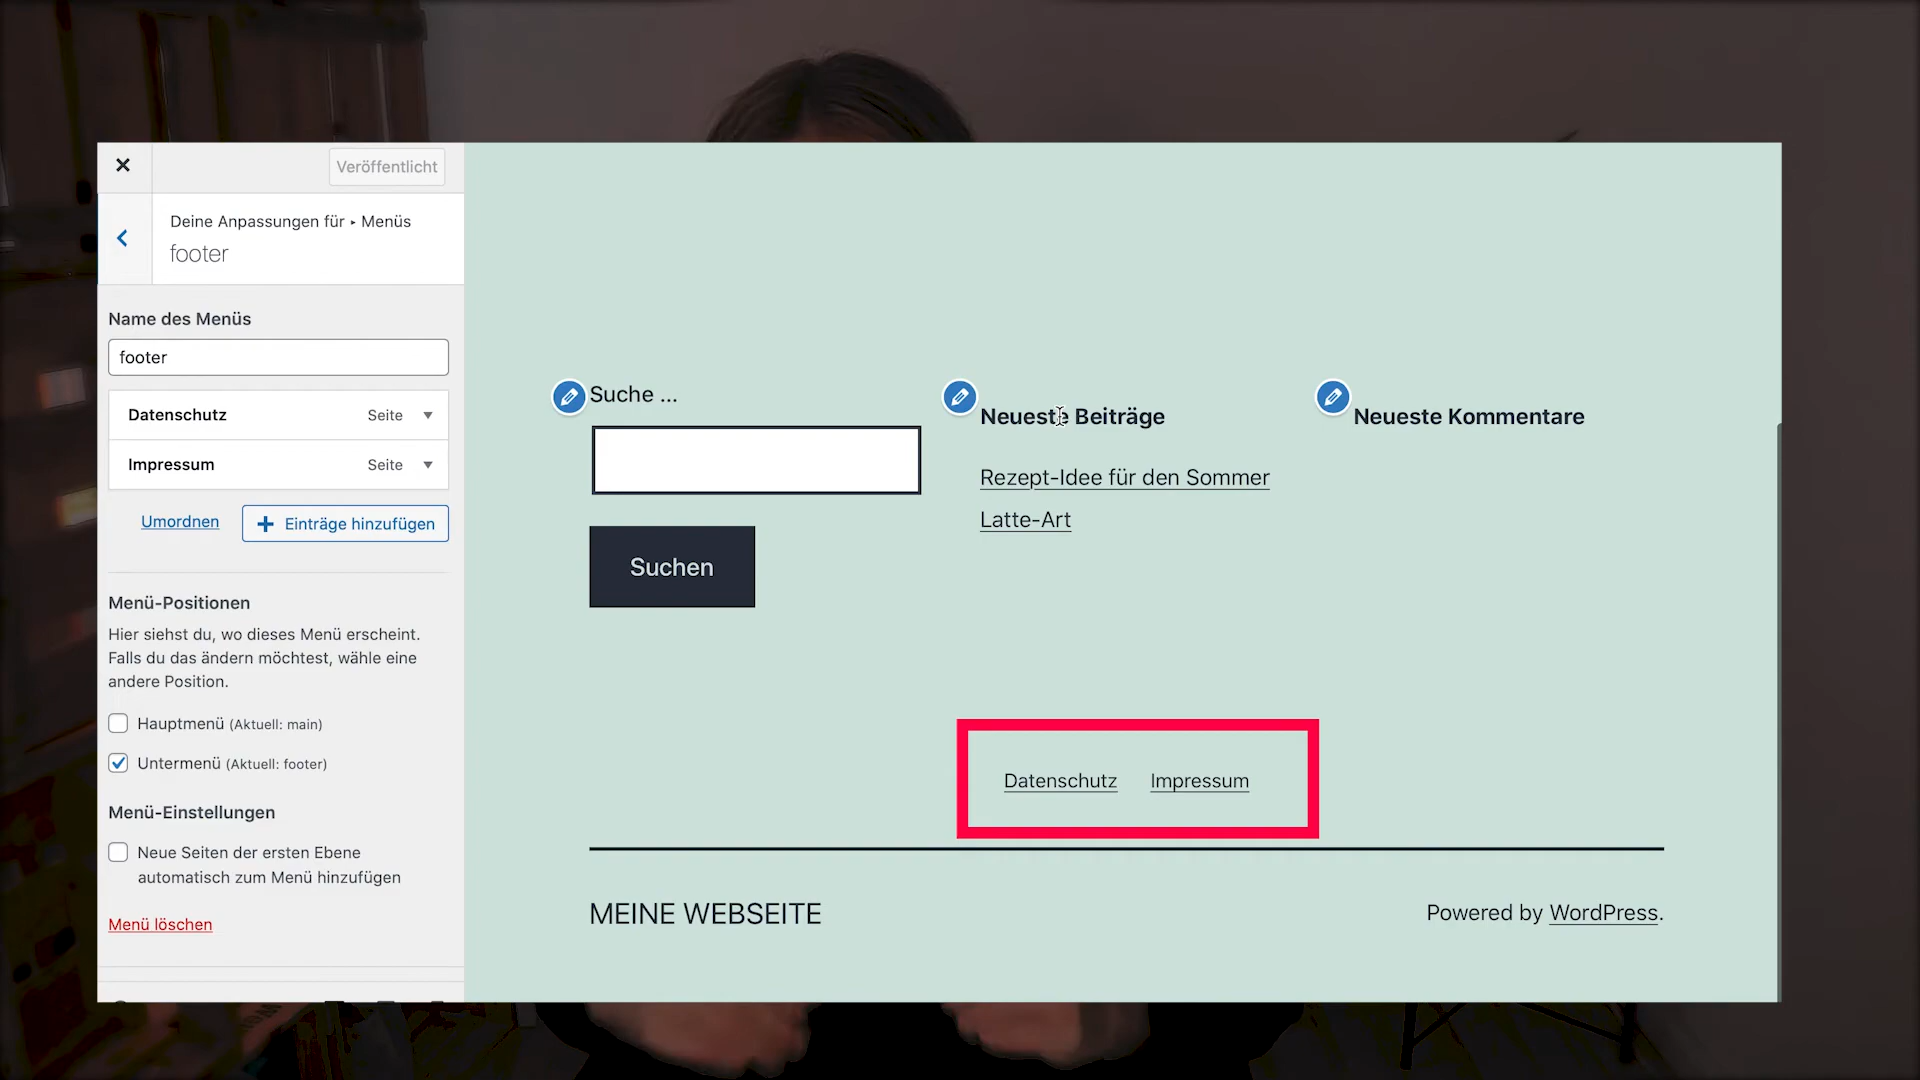 Veröffentlicht
Deine Anpassungen für ▸ Menüs
footer
Name des Menüs
footer
Datenschutz Seite
Impressum Seite
Umordnen
Einträge hinzufügen
Menü-Positionen
Hier siehst du, wo dieses Menü erscheint.
Falls du das ändern möchtest, wähle eine
andere Position.
Hauptmenü (Aktuell: main)
Untermenü (Aktuell: footer)
Menü-Einstellungen
Neue Seiten der ersten Ebene
automatisch zum Menü hinzufügen
Menü löschen
Suche ...
Suchen
Neueste Beiträge
Rezept-Idee für den Sommer
Latte-Art
Neueste Kommentare
Datenschutz Impressum
MEINE WEBSEITE
Powered by WordPress.